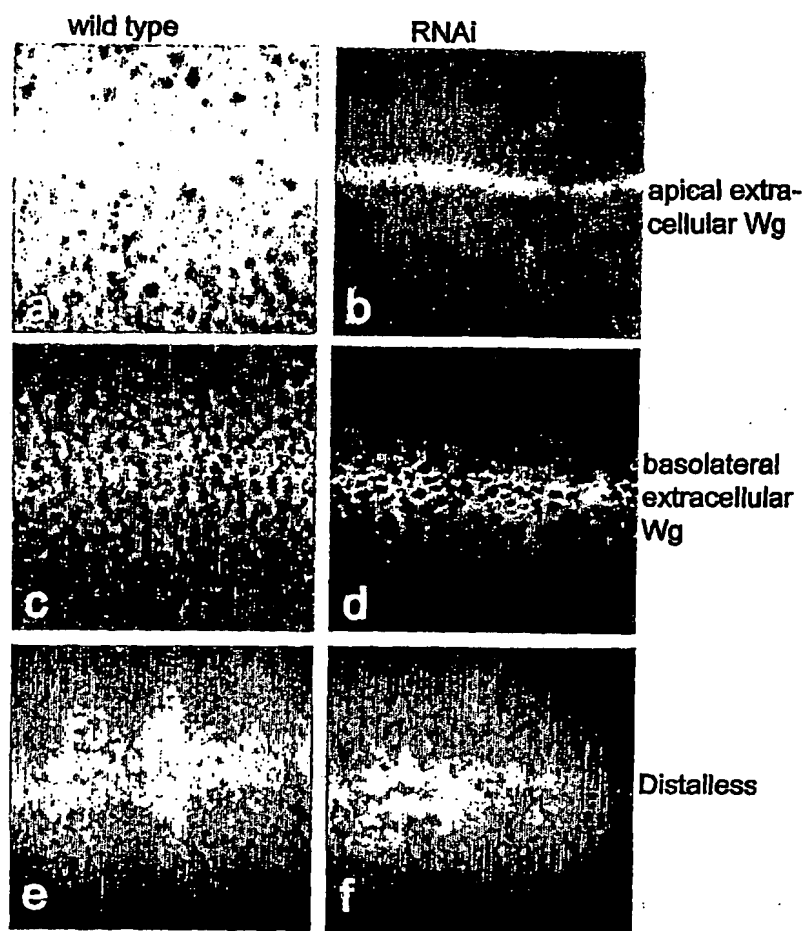 wild type
RNAi
a
b
apical extra-
cellular Wg
c
d
basolateral
extracellular
Wg
e
f
Distalless